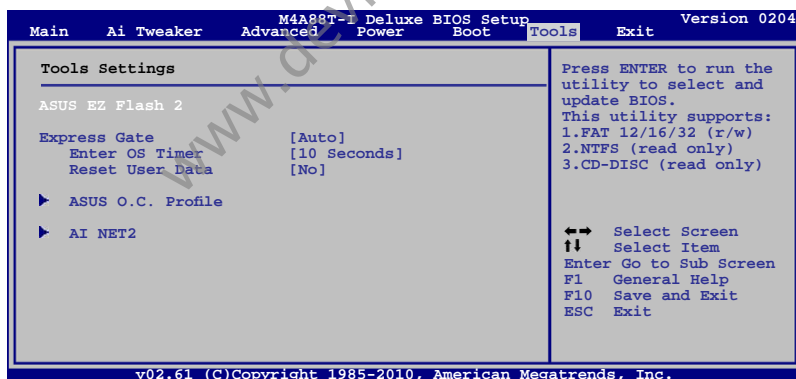 M4A88T-I Deluxe BIOS Setup Version 0204
Main Ai Tweaker Advanced Power Boot Tools Exit
Tools Settings
ASUS EZ Flash 2
Express Gate [Auto]
Enter OS Timer [10 Seconds]
Reset User Data [No]
ASUS O.C. Profile
AI NET2
Press ENTER to run the
utility to select and
update BIOS.
This utility supports:
1.FAT 12/16/32 (r/w)
2.NTFS (read only)
3.CD-DISC (read only)
←→ Select Screen
↑↓ Select Item
Enter Go to Sub Screen
F1 General Help
F10 Save and Exit
ESC Exit
v02.61 (C)Copyright 1985-2010, American Megatrends, Inc.